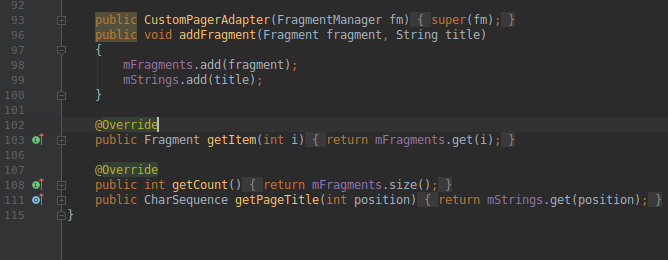 92
93 public CustomPagerAdapter(FragmentManager fm) { super(fm); }
96 public void addFragment(Fragment fragment, String title)
97 {
98 mFragments.add(fragment);
99 mStrings.add(title);
100 }
101
102 @Override
103 public Fragment getItem(int i) { return mFragments.get(i); }
106
107 @Override
108 public int getCount() { return mFragments.size(); }
111 public CharSequence getPageTitle(int position) { return mStrings.get(position); }
115 }